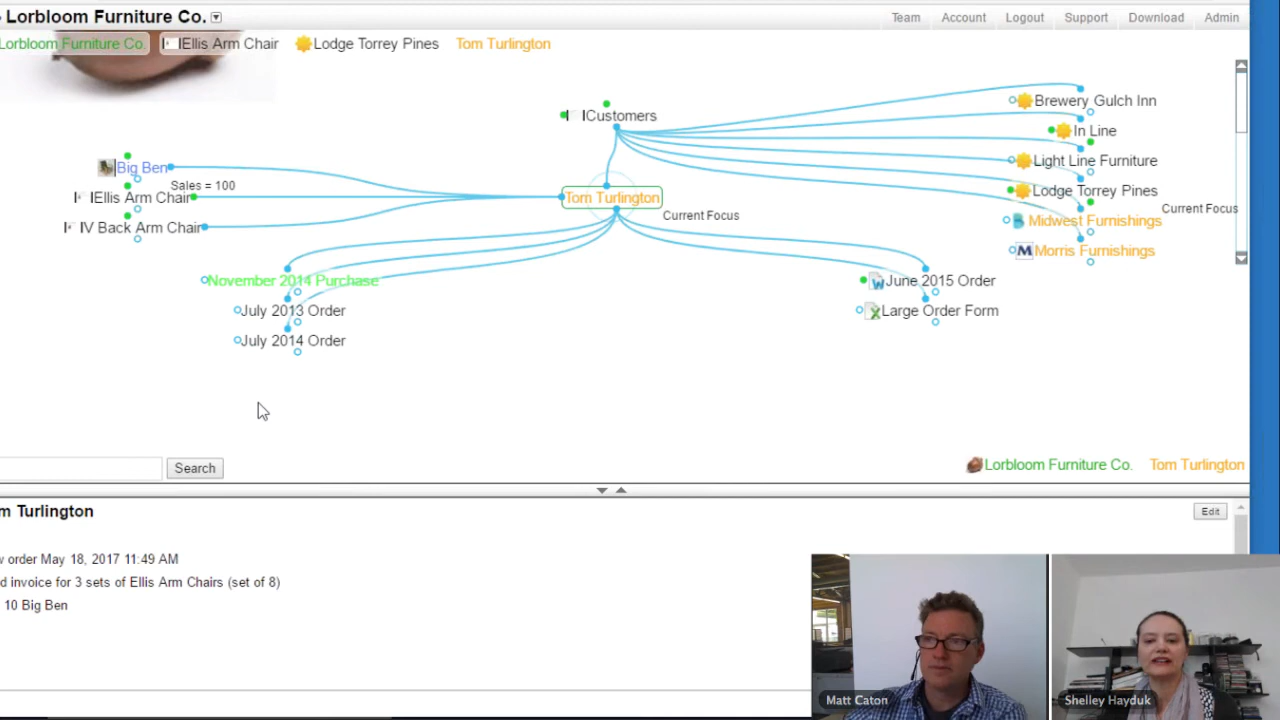 Lorbloom Furniture Co.
Team Account Logout Support Download Admin
Lorbloom Furniture Co. Ellis Arm Chair Lodge Torrey Pines Tom Turlington
Customers
Brewery Gulch Inn
In Line
Light Line Furniture
Lodge Torrey Pines
Current Focus
Midwest Furnishings
Morris Furnishings
Big Ben
Sales = 100
Ellis Arm Chair
IV Back Arm Chair
Tom Turlington
Current Focus
November 2014 Purchase
July 2013 Order
July 2014 Order
June 2015 Order
Large Order Form
Search
Lorbloom Furniture Co. Tom Turlington
m Turlington
Edit
w order May 18, 2017 11:49 AM
d invoice for 3 sets of Ellis Arm Chairs (set of 8)
10 Big Ben
Matt Caton
Shelley Hayduk